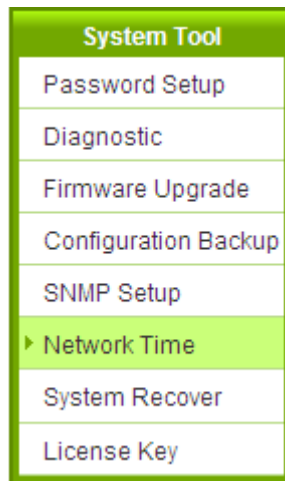 System Tool
Password Setup
Diagnostic
Firmware Upgrade
Configuration Backup
SNMP Setup
Network Time
System Recover
License Key